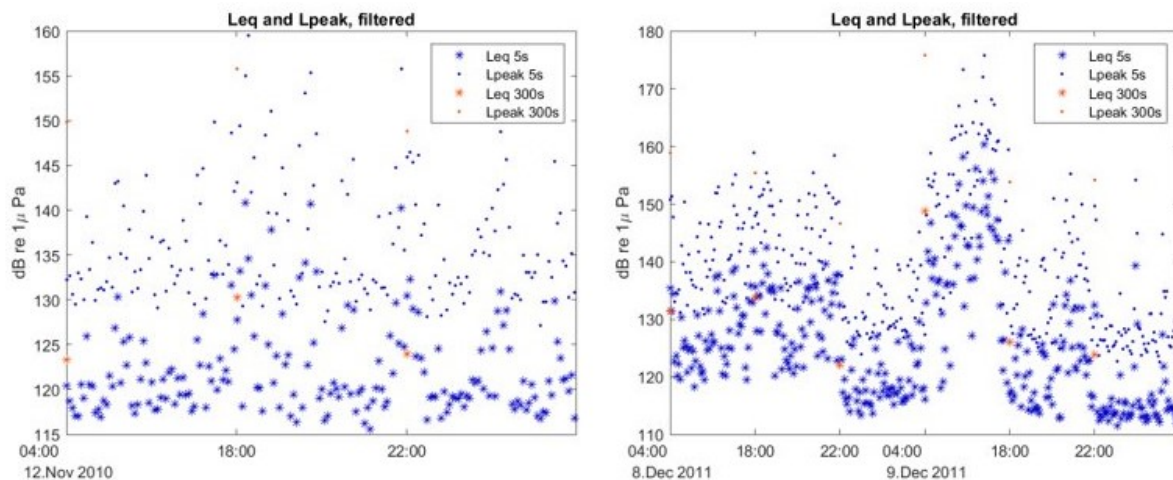 Leq and Lpeak, filtered
160
155
150
145
140
135
130
125
120
115
dB re 1μ Pa
Leq 5s
Lpeak 5s
Leq 300s
Lpeak 300s
04:00 18:00 22:00
12.Nov 2010
Leq and Lpeak, filtered
180
170
160
150
140
130
120
110
dB re 1μ Pa
Leq 5s
Lpeak 5s
Leq 300s
Lpeak 300s
04:00 18:00 22:00 04:00 18:00 22:00
8.Dec 2011 9.Dec 2011